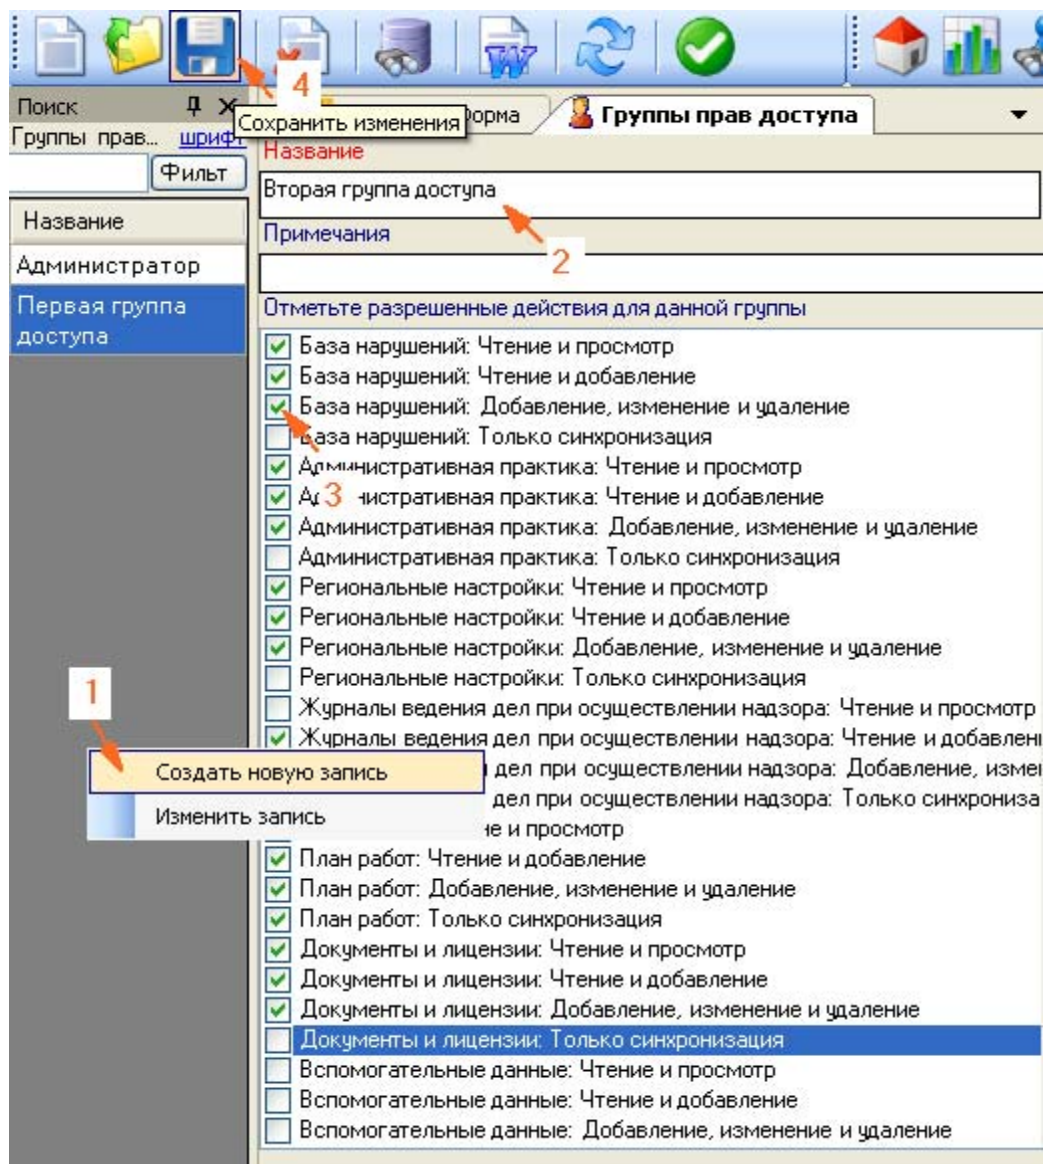 4
Поиск
Сохранить изменения
Группы прав... шрифт
форма
Группы прав доступа
Фильт
Название
Вторая группа доступа
2
Примечания
Название
Администратор
Первая группа
доступа
Отметьте разрешенные действия для данной группы
База нарушений: Чтение и просмотр
База нарушений: Чтение и добавление
База нарушений: Добавление, изменение и удаление
База нарушений: Только синхронизация
Административная практика: Чтение и просмотр
3
Административная практика: Чтение и добавление
Административная практика: Добавление, изменение и удаление
Административная практика: Только синхронизация
Региональные настройки: Чтение и просмотр
Региональные настройки: Чтение и добавление
Региональные настройки: Добавление, изменение и удаление
Региональные настройки: Только синхронизация
1
Журналы ведения дел при осуществлении надзора: Чтение и просмотр
Журналы ведения дел при осуществлении надзора: Чтение и добавлени
Создать новую запись
дел при осуществлении надзора: Добавление, изме
Изменить запись
дел при осуществлении надзора: Только синхрониза
и просмотр
План работ: Чтение и добавление
План работ: Добавление, изменение и удаление
План работ: Только синхронизация
Документы и лицензии: Чтение и просмотр
Документы и лицензии: Чтение и добавление
Документы и лицензии: Добавление, изменение и удаление
Документы и лицензии: Только синхронизация
Вспомогательные данные: Чтение и просмотр
Вспомогательные данные: Чтение и добавление
Вспомогательные данные: Добавление, изменение и удаление